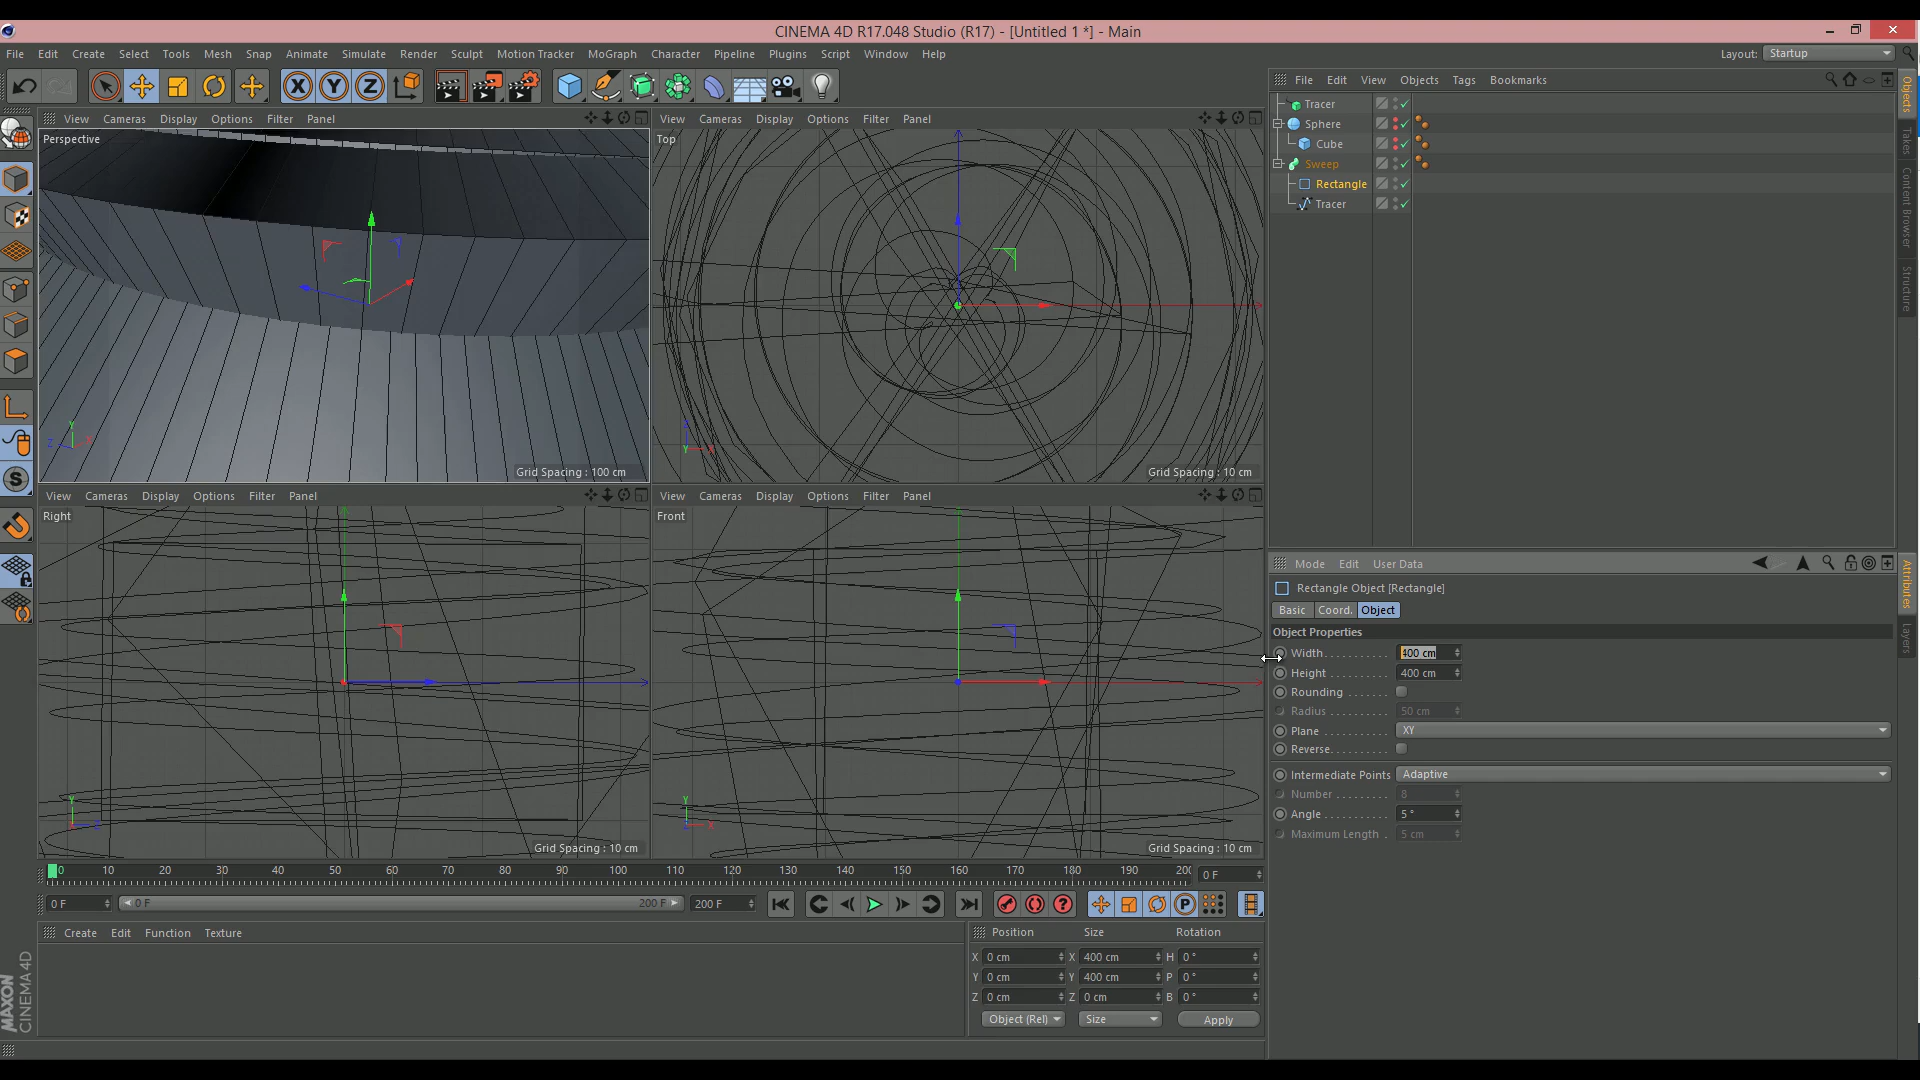 CINEMA 4D R17.048 Studio (R17) - [Untitled 1 *] - Main
File Edit Create Select Tools Mesh Snap Animate Simulate Render Sculpt Motion Tracker MoGraph Character Pipeline Plugins Script Window Help
Layout: Startup
X Y Z
File Edit View Objects Tags Bookmarks
Objects
Takes
Content Browser
Structure
Tracer
Sphere
Cube
Sweep
Rectangle
Tracer
View Cameras Display Options Filter Panel
Perspective
Grid Spacing : 100 cm
View Cameras Display Options Filter Panel
Top
Grid Spacing : 10 cm
View Cameras Display Options Filter Panel
Right
Grid Spacing : 10 cm
View Cameras Display Options Filter Panel
Front
Grid Spacing : 10 cm
Mode Edit User Data
Attributes
Layers
Rectangle Object [Rectangle]
Basic Coord. Object
Object Properties
Width 400 cm
Height 400 cm
Rounding
Radius 50 cm
Plane XY
Reverse
Intermediate Points Adaptive
Number 8
Angle 5 °
Maximum Length 5 cm
0 10 20 30 40 50 60 70 80 90 100 110 120 130 140 150 160 170 180 190 200
0 F
0 F 0 F 200 F 200 F
Create Edit Function Texture
Position Size Rotation
X 0 cm X 400 cm H 0 °
Y 0 cm Y 400 cm P 0 °
Z 0 cm Z 0 cm B 0 °
Object (Rel) Size Apply
MAXON
CINEMA 4D